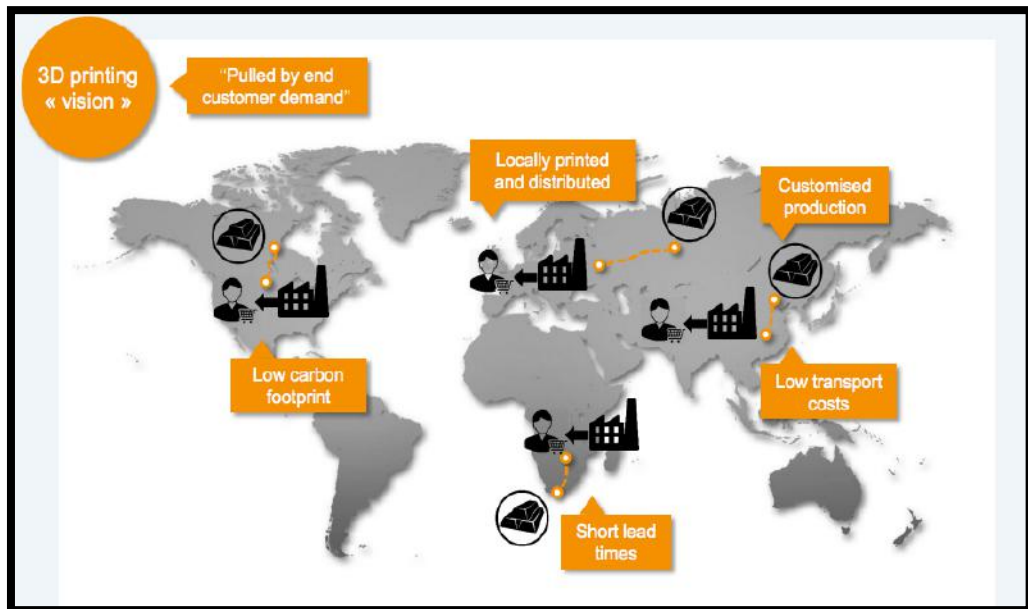 3D printing
« vision »
“Pulled by end
customer demand”
Locally printed
and distributed
Customised
production
Low carbon
footprint
Low transport
costs
Short lead
times